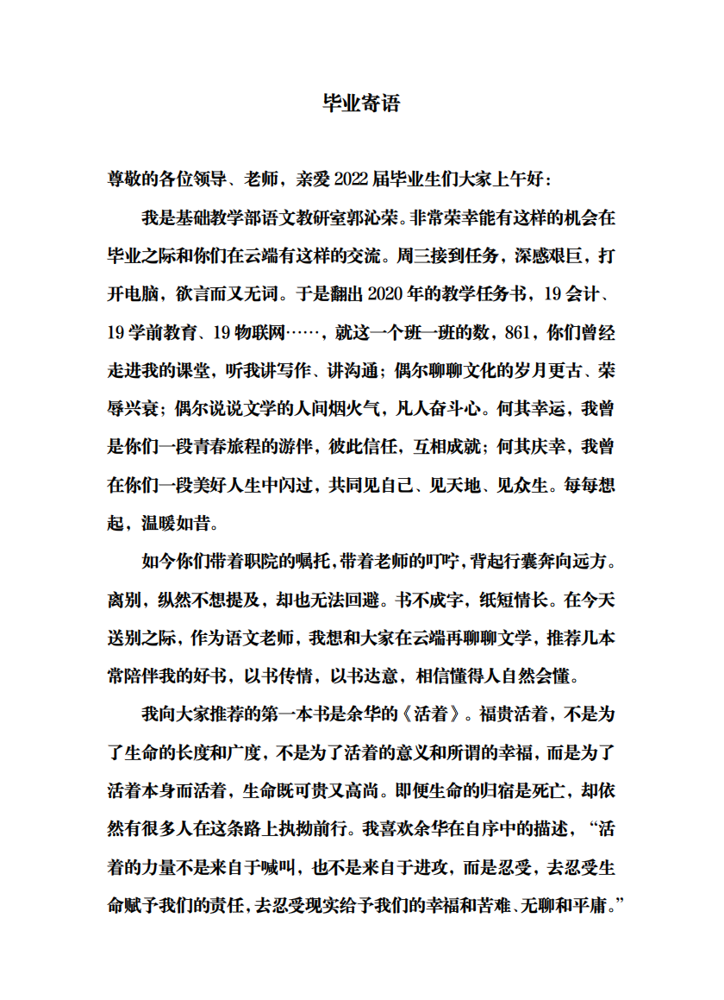 毕业寄语
尊敬的各位领导、老师，亲爱 2022 届毕业生们大家上午好：
我是基础教学部语文教研室郭沁荣。非常荣幸能有这样的机会在
毕业之际和你们在云端有这样的交流。周三接到任务，深感艰巨，打
开电脑，欲言而又无词。于是翻出 2020 年的教学任务书，19 会计、
19 学前教育、19 物联网……，就这一个班一班的数，861，你们曾经
走进我的课堂，听我讲写作、讲沟通；偶尔聊聊文化的岁月更古、荣
辱兴衰；偶尔说说文学的人间烟火气，凡人奋斗心。何其幸运，我曾
是你们一段青春旅程的游伴，彼此信任，互相成就；何其庆幸，我曾
在你们一段美好人生中闪过，共同见自己、见天地、见众生。每每想
起，温暖如昔。
如今你们带着职院的嘱托，带着老师的叮咛，背起行囊奔向远方。
离别，纵然不想提及，却也无法回避。书不成字，纸短情长。在今天
送别之际，作为语文老师，我想和大家在云端再聊聊文学，推荐几本
常陪伴我的好书，以书传情，以书达意，相信懂得人自然会懂。
我向大家推荐的第一本书是余华的《活着》。福贵活着，不是为
了生命的长度和广度，不是为了活着的意义和所谓的幸福，而是为了
活着本身而活着，生命既可贵又高尚。即便生命的归宿是死亡，却依
然有很多人在这条路上执拗前行。我喜欢余华在自序中的描述，“活
着的力量不是来自于喊叫，也不是来自于进攻，而是忍受，去忍受生
命赋予我们的责任，去忍受现实给予我们的幸福和苦难、无聊和平庸。”